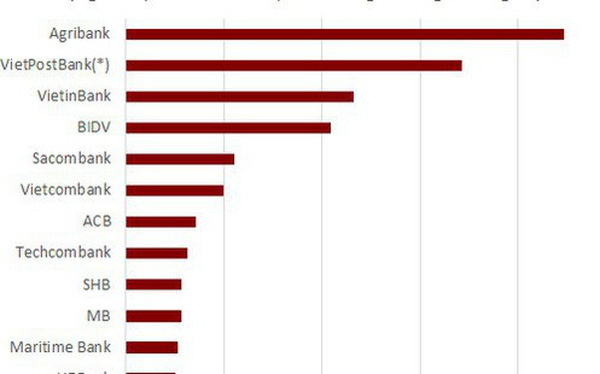 Agribank
VietPostBank(*)
VietinBank
BIDV
Sacombank
Vietcombank
ACB
Techcombank
SHB
MB
Maritime Bank